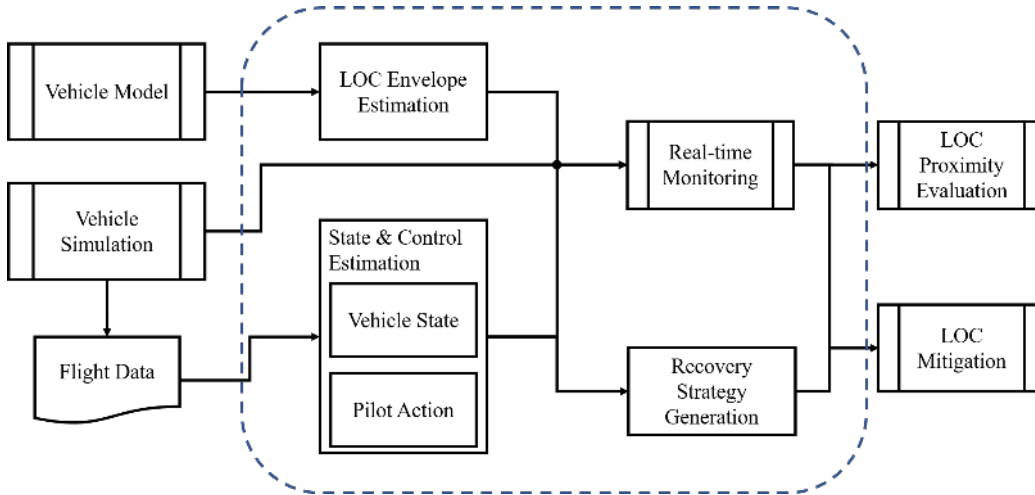 Vehicle Model
LOC Envelope
Estimation
Real-time
Monitoring
LOC
Proximity
Evaluation
Vehicle
Simulation
State & Control
Estimation
Vehicle State
Pilot Action
Flight Data
Recovery
Strategy
Generation
LOC
Mitigation